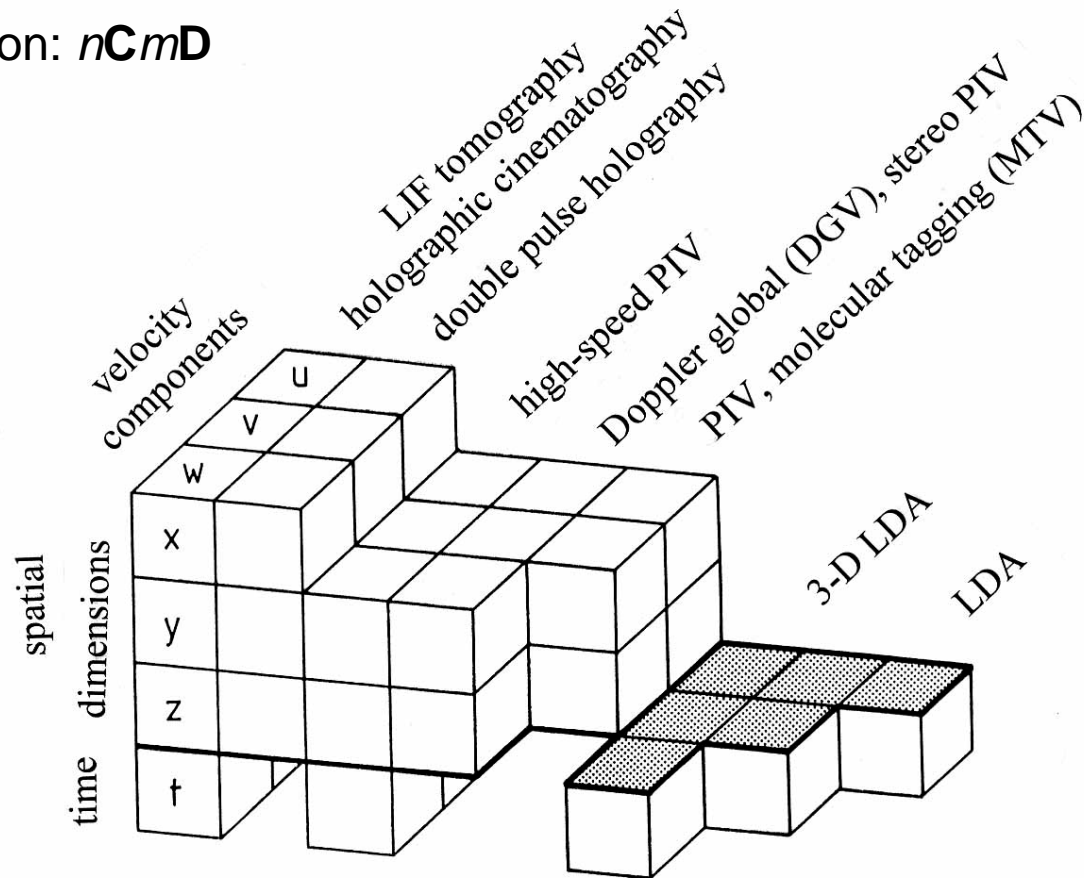 on: nCmD
LIF tomography
holographic cinematography
double pulse holography
high-speed PIV
Doppler global (DGV), stereo PIV
PIV, molecular tagging (MTV)
3-D LDA
LDA
velocity
components
u
v
w
x
y
z
t
spatial
dimensions
time